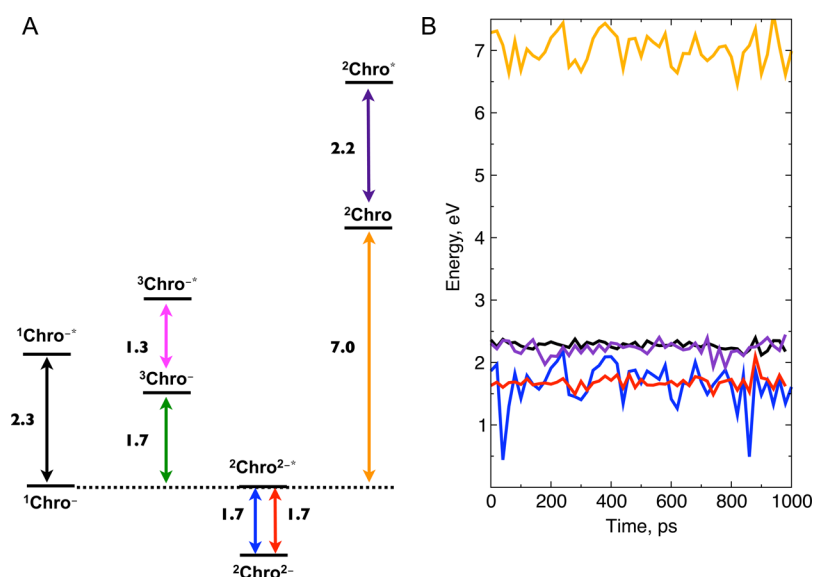 A
²Chro*
2.2
²Chro
³Chro⁻*
1.3
¹Chro⁻*
7.0
³Chro⁻
2.3
1.7
²Chro²⁻*
¹Chro⁻
1.7
1.7
²Chro²⁻
B
7
6
5
4
3
2
1
Energy, eV
0 200 400 600 800 1000
Time, ps